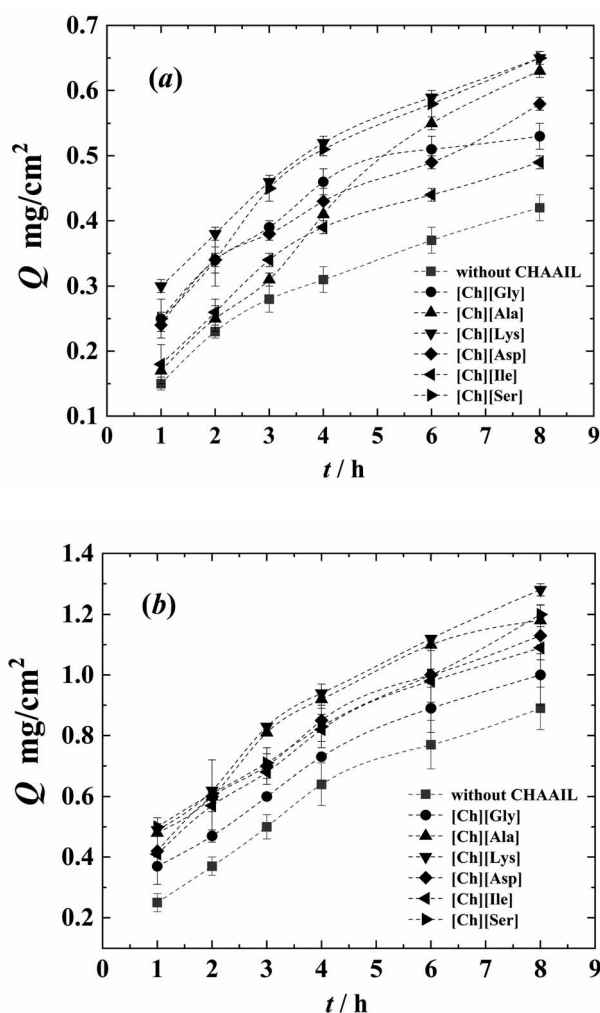 (a)
Q mg/cm²
0.7
0.6
0.5
0.4
0.3
0.2
0.1
without CHAAIL
[Ch][Gly]
[Ch][Ala]
[Ch][Lys]
[Ch][Asp]
[Ch][Ile]
[Ch][Ser]
0 1 2 3 4 5 6 7 8 9
t / h
(b)
Q mg/cm²
1.4
1.2
1.0
0.8
0.6
0.4
0.2
without CHAAIL
[Ch][Gly]
[Ch][Ala]
[Ch][Lys]
[Ch][Asp]
[Ch][Ile]
[Ch][Ser]
0 1 2 3 4 5 6 7 8 9
t / h